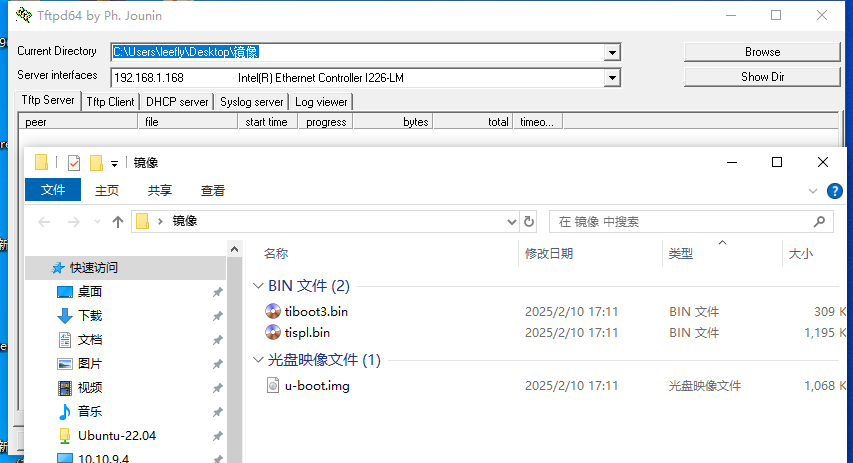 Tftpd64 by Ph. Jounin
Current Directory C:\Users\leefly\Desktop\镜像 Browse
Server interfaces 192.168.1.168 Intel(R) Ethernet Controller I226-LM Show Dir
Tftp Server Tftp Client DHCP server Syslog server Log viewer
peer file start time progress bytes total timeo...
镜像
文件 主页 共享 查看
镜像 在 镜像 中搜索
名称 修改日期 类型 大小
快速访问
桌面
下载
文档
图片
视频
音乐
Ubuntu-22.04
10.10.9.4
BIN 文件 (2)
tiboot3.bin 2025/2/10 17:11 BIN 文件 309 K
tispl.bin 2025/2/10 17:11 BIN 文件 1,195 K
光盘映像文件 (1)
u-boot.img 2025/2/10 17:11 光盘映像文件 1,068 K